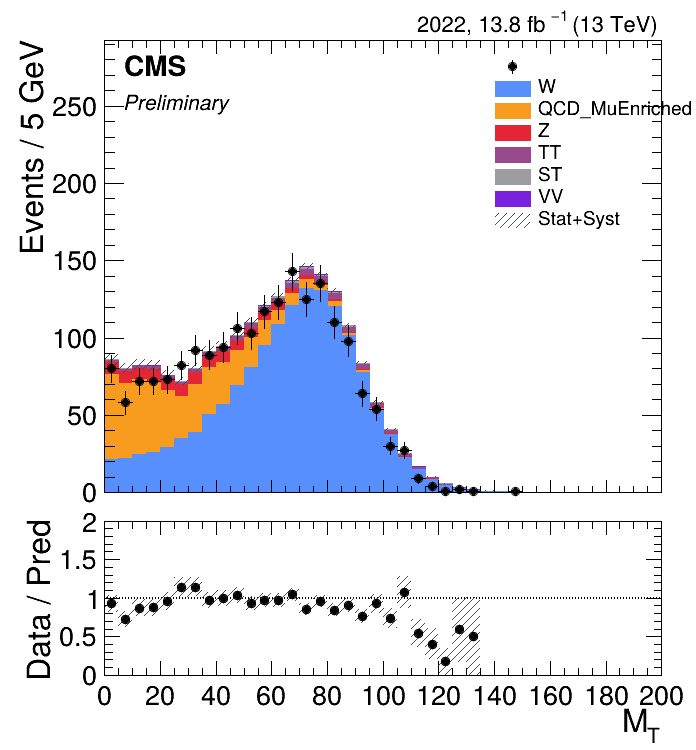 2022, 13.8 fb⁻¹ (13 TeV)
CMS
Preliminary
W
QCD_MuEnriched
Z
TT
ST
VV
Stat+Syst
Events / 5 GeV
250
200
150
100
50
0
Data / Pred
2
1.5
1
0.5
0
0 20 40 60 80 100 120 140 160 180 200
M_T